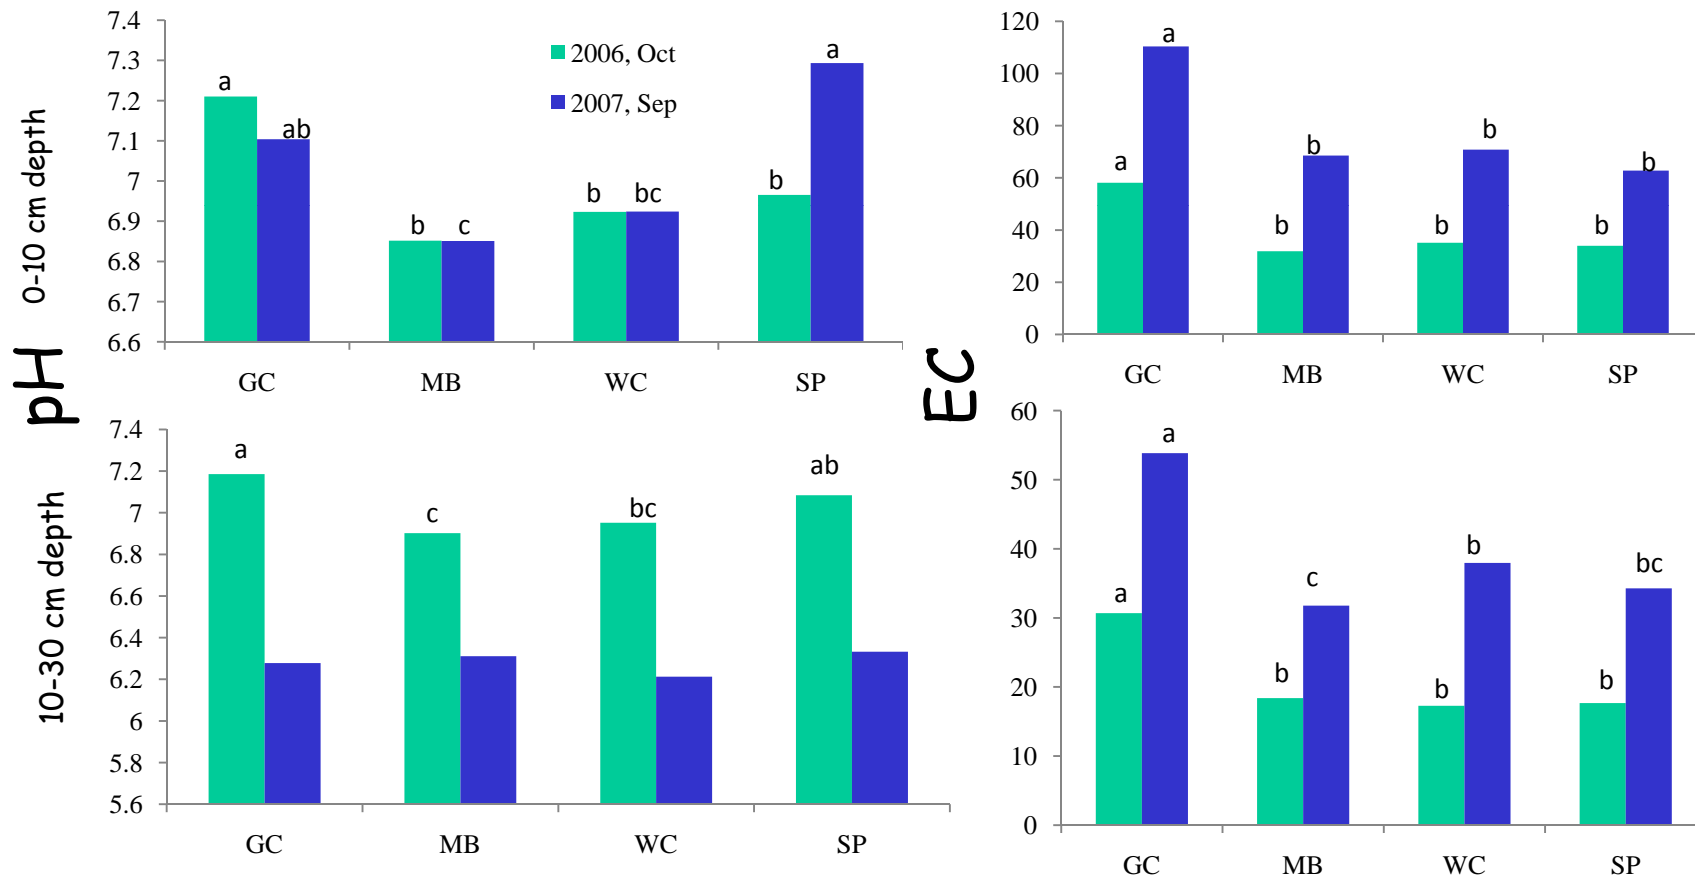 7.4
7.3
7.2
7.1
7
6.9
6.8
6.7
6.6
a
ab
b
c
b
bc
b
a
2006, Oct
2007, Sep
GC MB WC SP
0-10 cm depth
pH
120
100
80
60
40
20
0
a
a
b
b
b
b
b
b
GC MB WC SP
EC
7.4
7.2
7
6.8
6.6
6.4
6.2
6
5.8
5.6
a
c
bc
ab
GC MB WC SP
10-30 cm depth
60
50
40
30
20
10
0
a
a
b
c
b
b
b
bc
GC MB WC SP